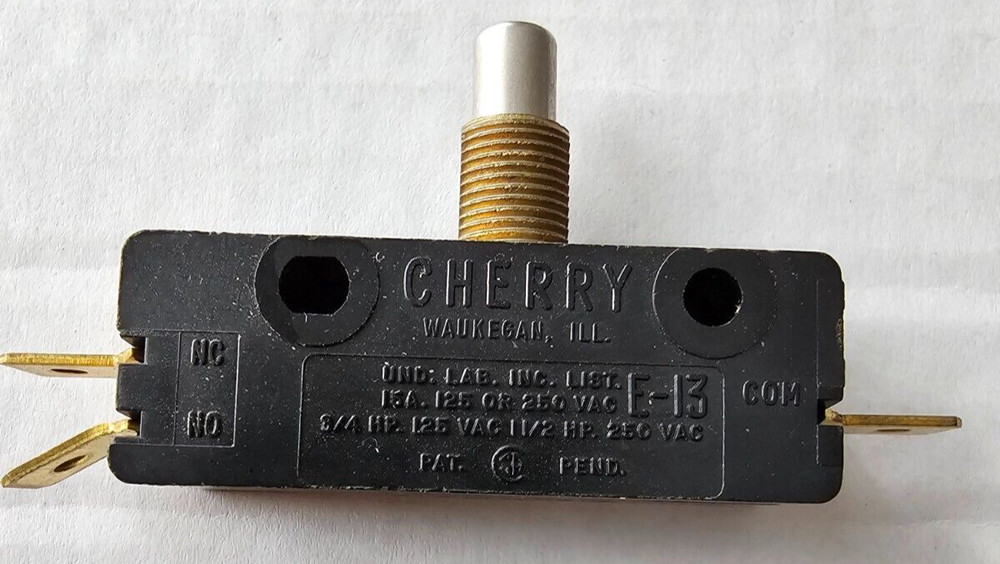 CHERRY
WAUKEGAN, ILL.
NC
NO
UND. LAB. INC. LIST.
15A. 125 OR 250 VAC
E-13
3/4 HP. 125 VAC 1 1/2 HP. 250 VAC
PAT. PEND.
COM